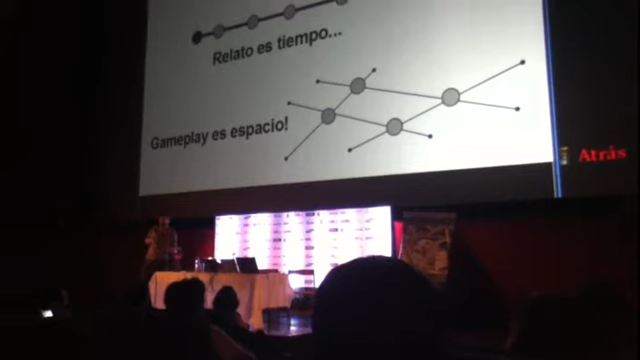 Relato es tiempo...
Gameplay es espacio!
Atrás